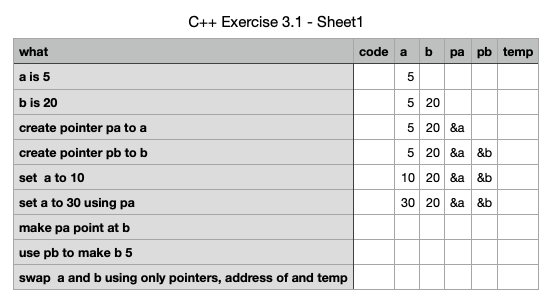 C++ Exercise 3.1 - Sheet1
what code a b pa pb temp
a is 5 5
b is 20 5 20
create pointer pa to a 5 20 &a
create pointer pb to b 5 20 &a &b
set  a to 10 10 20 &a &b
set a to 30 using pa 30 20 &a &b
make pa point at b
use pb to make b 5
swap  a and b using only pointers, address of and temp